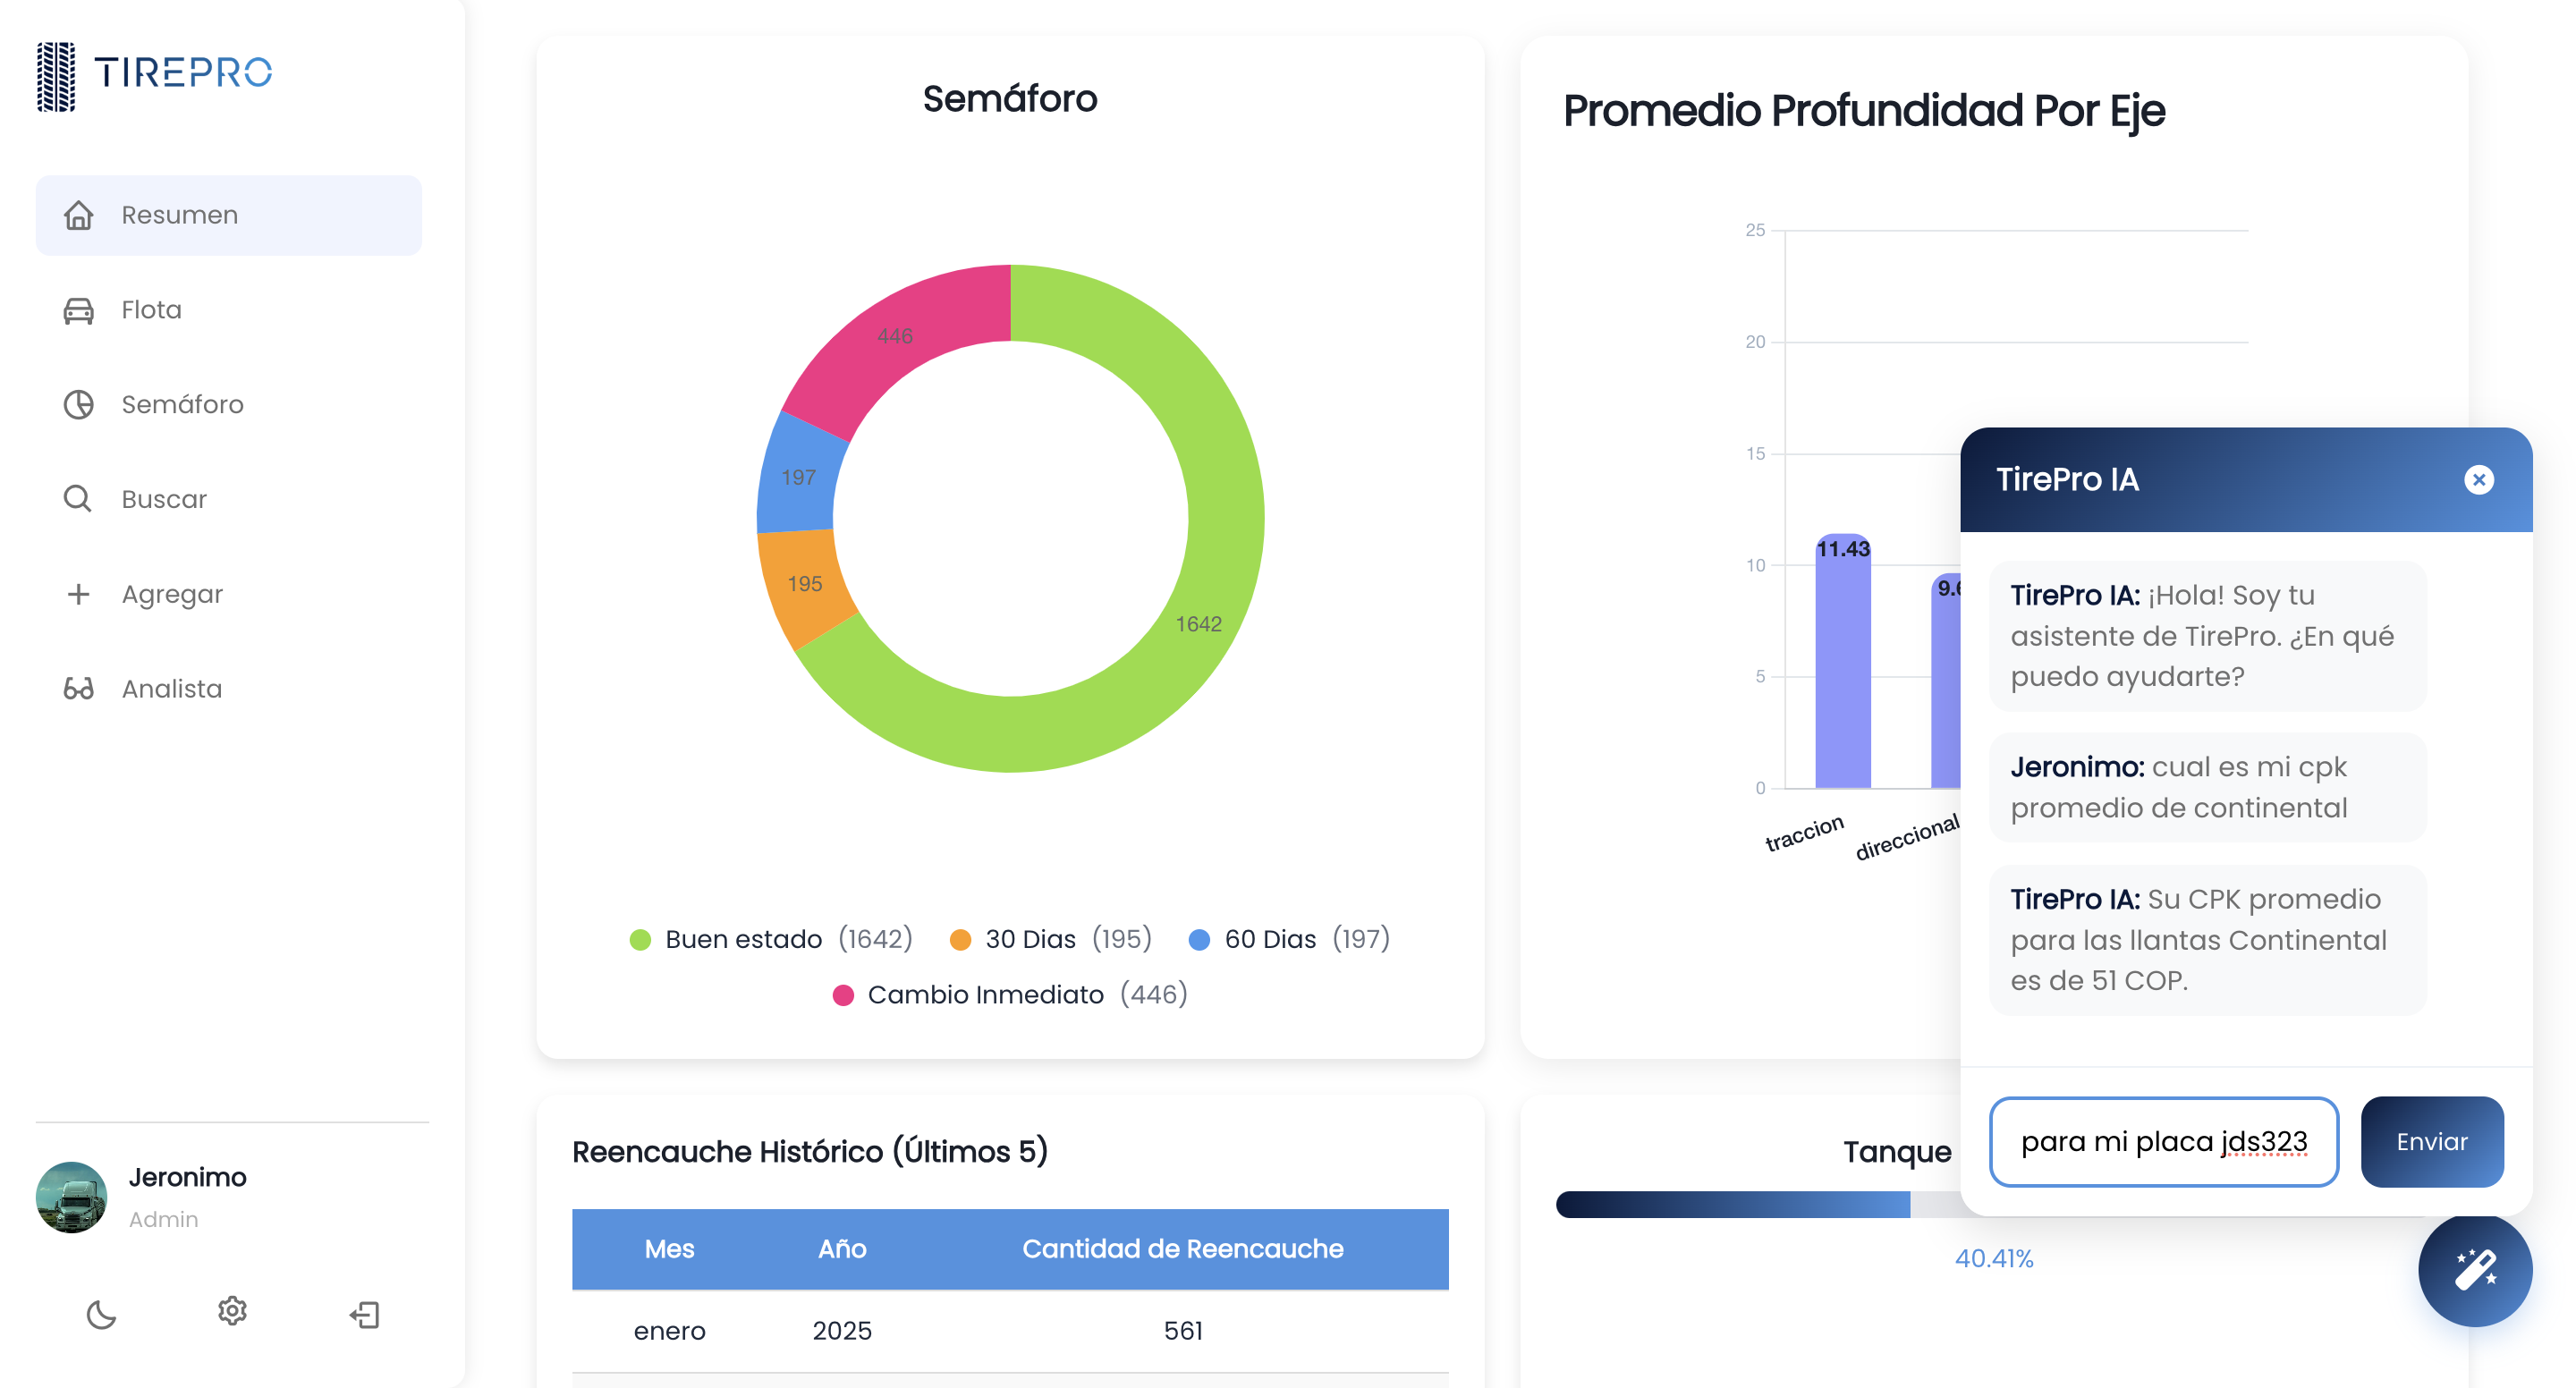 TIREPRO
Resumen
Flota
Semáforo
Buscar
Agregar
Analista
Jeronimo
Admin
Semáforo
446
197
195
1642
Buen estado (1642) 30 Dias (195) 60 Dias (197)
Cambio Inmediato (446)
Promedio Profundidad Por Eje
25
20
15
10
5
0
11.43
traccion
direccional
Reencauche Histórico (Últimos 5)
Mes Año Cantidad de Reencauche
enero 2025 561
Tanque
40.41%
TirePro IA
TirePro IA: ¡Hola! Soy tu
asistente de TirePro. ¿En qué
puedo ayudarte?
Jeronimo: cual es mi cpk
promedio de continental
TirePro IA: Su CPK promedio
para las llantas Continental
es de 51 COP.
para mi placa jds323
Enviar